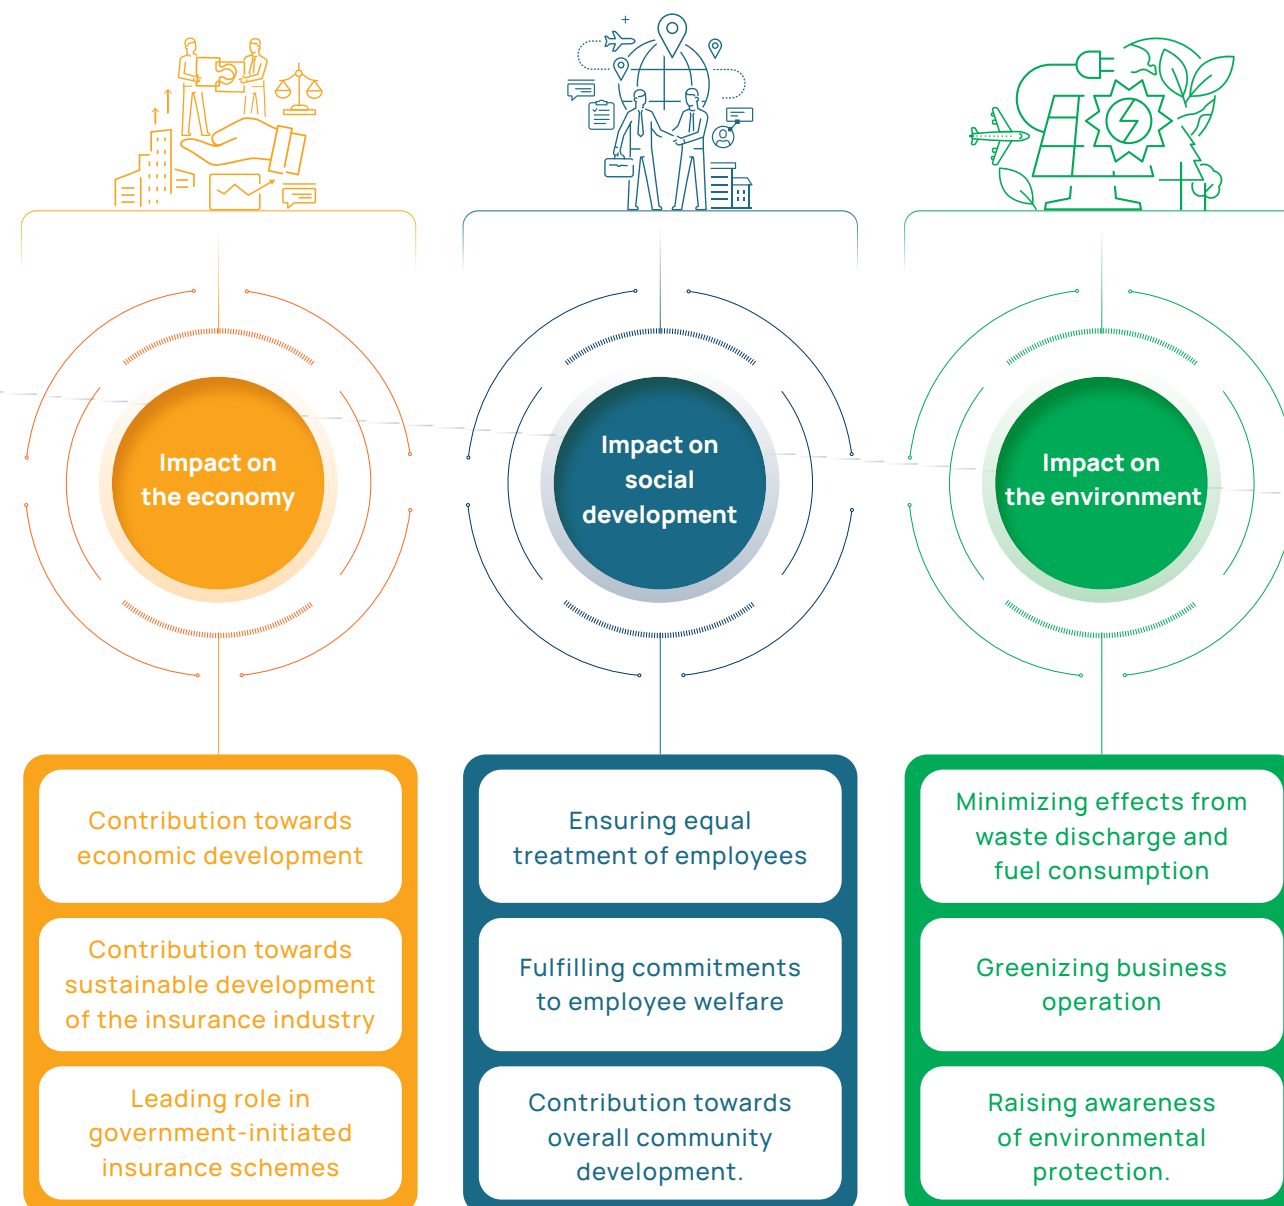 Impact on
the economy
Impact on
social
development
Impact on
the environment
Contribution towards
economic development
Contribution towards
sustainable development
of the insurance industry
Leading role in
government-initiated
insurance schemes
Ensuring equal
treatment of employees
Fulfilling commitments
to employee welfare
Contribution towards
overall community
development.
Minimizing effects from
waste discharge and
fuel consumption
Greenizing business
operation
Raising awareness
of environmental
protection.